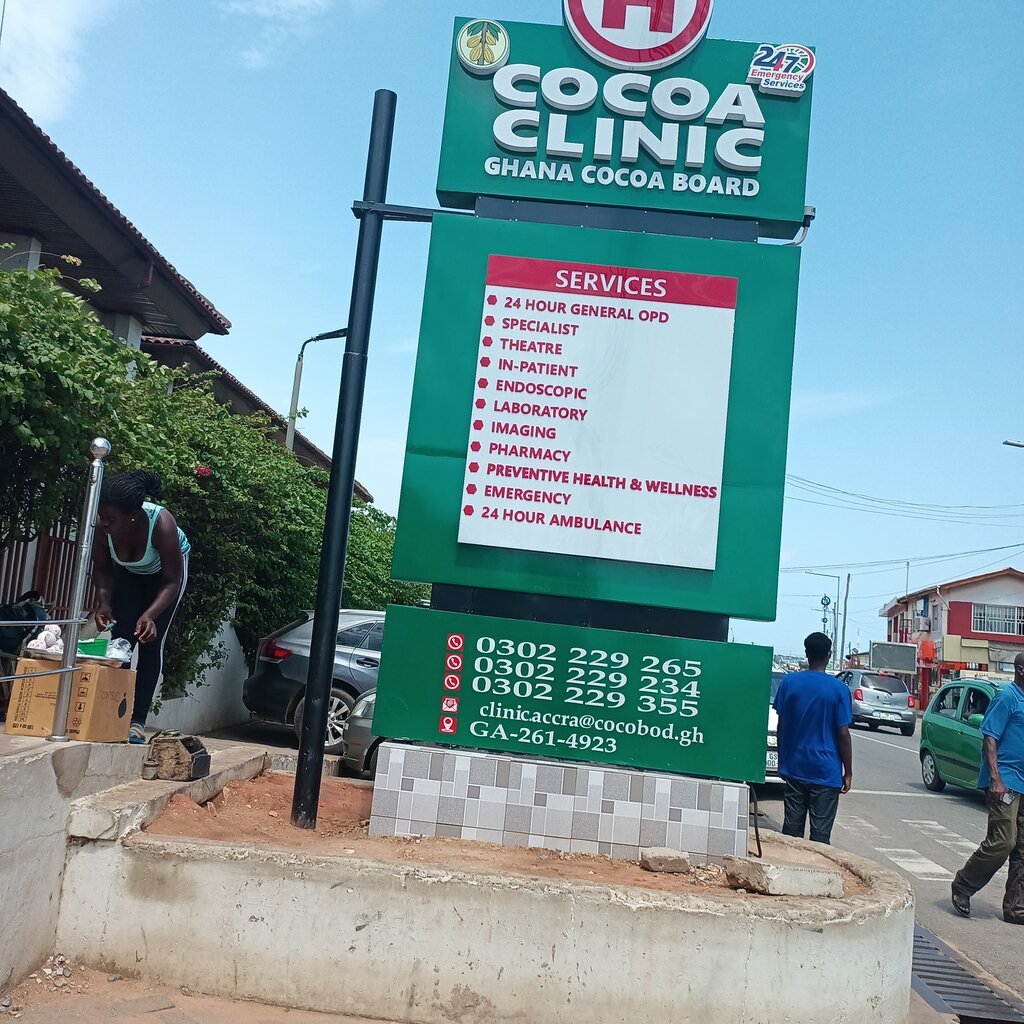 H
24/7
Emergency
Services
COCOA
CLINIC
GHANA COCOA BOARD
SERVICES
24 HOUR GENERAL OPD
SPECIALIST
THEATRE
IN-PATIENT
ENDOSCOPIC
LABORATORY
IMAGING
PHARMACY
PREVENTIVE HEALTH & WELLNESS
EMERGENCY
24 HOUR AMBULANCE
0302 229 265
0302 229 234
0302 229 355
clinicaccra@cocobod.gh
GA-261-4923